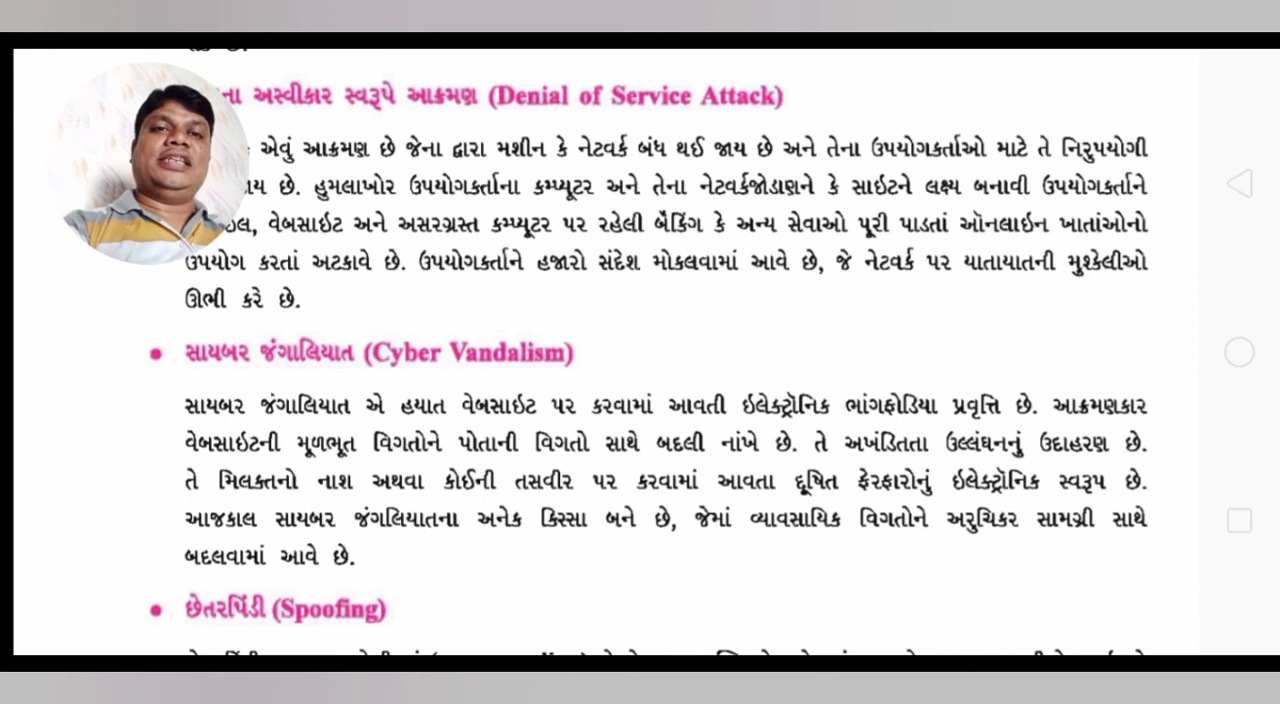 અસ્વીકાર સ્વરૂપે આક્રમણ (Denial of Service Attack)
એવું આક્રમણ છે જેના દ્વારા મશીન કે નેટવર્ક બંધ થઈ જાય છે અને તેના ઉપયોગકર્તાઓ માટે તે નિરુપયોગી
છે. હુમલાખોર ઉપયોગકર્તાના કમ્પ્યૂટર અને તેના નેટવર્કજોડાણને કે સાઇટને લક્ષ્ય બનાવી ઉપયોગકર્તાને
વેબસાઇટ અને અસરગ્રસ્ત કમ્પ્યૂટર પર રહેલી બૅંકિંગ કે અન્ય સેવાઓ પૂરી પાડતાં ઑનલાઇન ખાતાંઓનો
ઉપયોગ કરતાં અટકાવે છે. ઉપયોગકર્તાને હજારો સંદેશ મોકલવામાં આવે છે, જે નેટવર્ક પર યાતાયાતની મુશ્કેલીઓ
ઊભી કરે છે.
• સાયબર જંગાલિયાત (Cyber Vandalism)
સાયબર જંગાલિયાત એ હયાત વેબસાઇટ પર કરવામાં આવતી ઇલેક્ટ્રૉનિક ભાંગફોડિયા પ્રવૃત્તિ છે. આક્રમણકાર
વેબસાઇટની મૂળભૂત વિગતોને પોતાની વિગતો સાથે બદલી નાંખે છે. તે અખંડિતતા ઉલ્લંઘનનું ઉદાહરણ છે.
તે મિલકતનો નાશ અથવા કોઈની તસવીર પર કરવામાં આવતા દૂષિત ફેરફારોનું ઇલેક્ટ્રૉનિક સ્વરૂપ છે.
આજકાલ સાયબર જંગલિયાતના અનેક કિસ્સા બને છે, જેમાં વ્યાવસાયિક વિગતોને અરુચિકર સામગ્રી સાથે
બદલવામાં આવે છે.
• છેતરપિંડી (Spoofing)